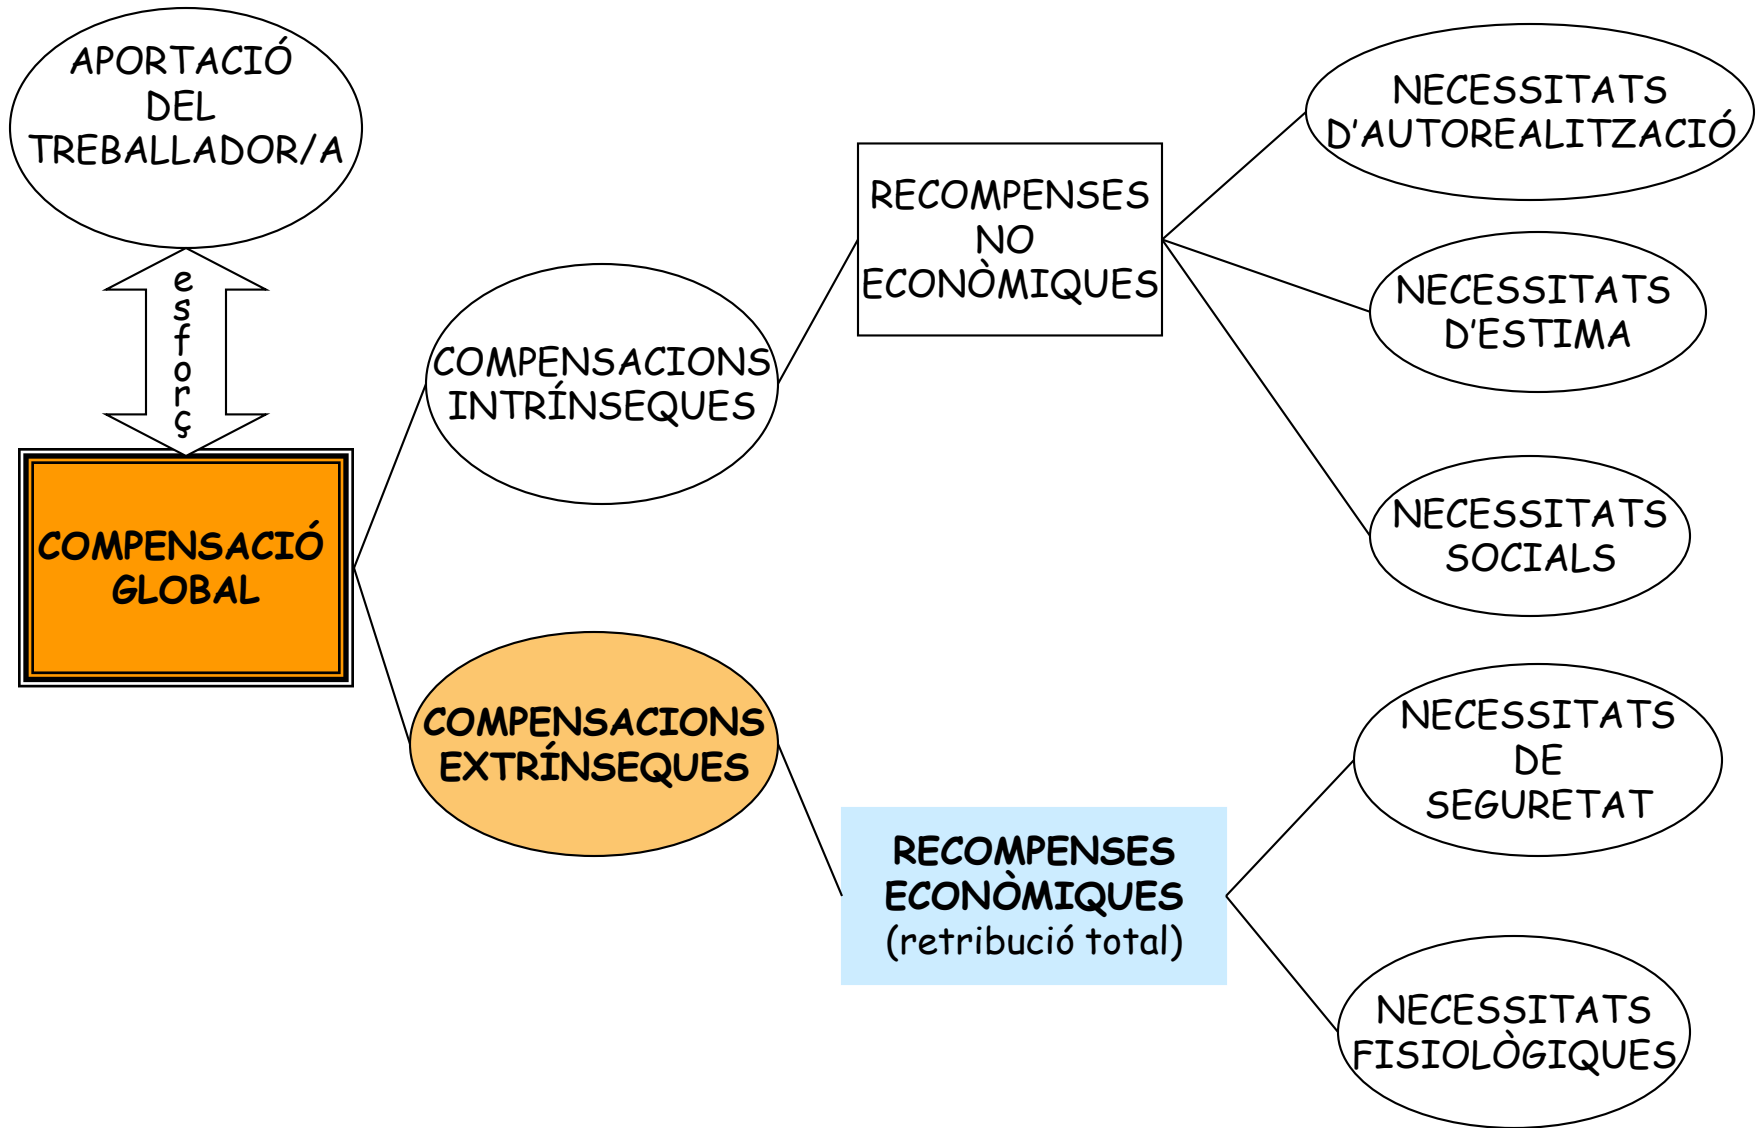 APORTACIÓ
DEL
TREBALLADOR/A
esforç
COMPENSACIÓ
GLOBAL
COMPENSACIONS
INTRÍNSEQUES
COMPENSACIONS
EXTRÍNSEQUES
RECOMPENSES
NO
ECONÒMIQUES
RECOMPENSES
ECONÒMIQUES
(retribució total)
NECESSITATS
D'AUTOREALITZACIÓ
NECESSITATS
D'ESTIMA
NECESSITATS
SOCIALS
NECESSITATS
DE
SEGURETAT
NECESSITATS
FISIOLÒGIQUES